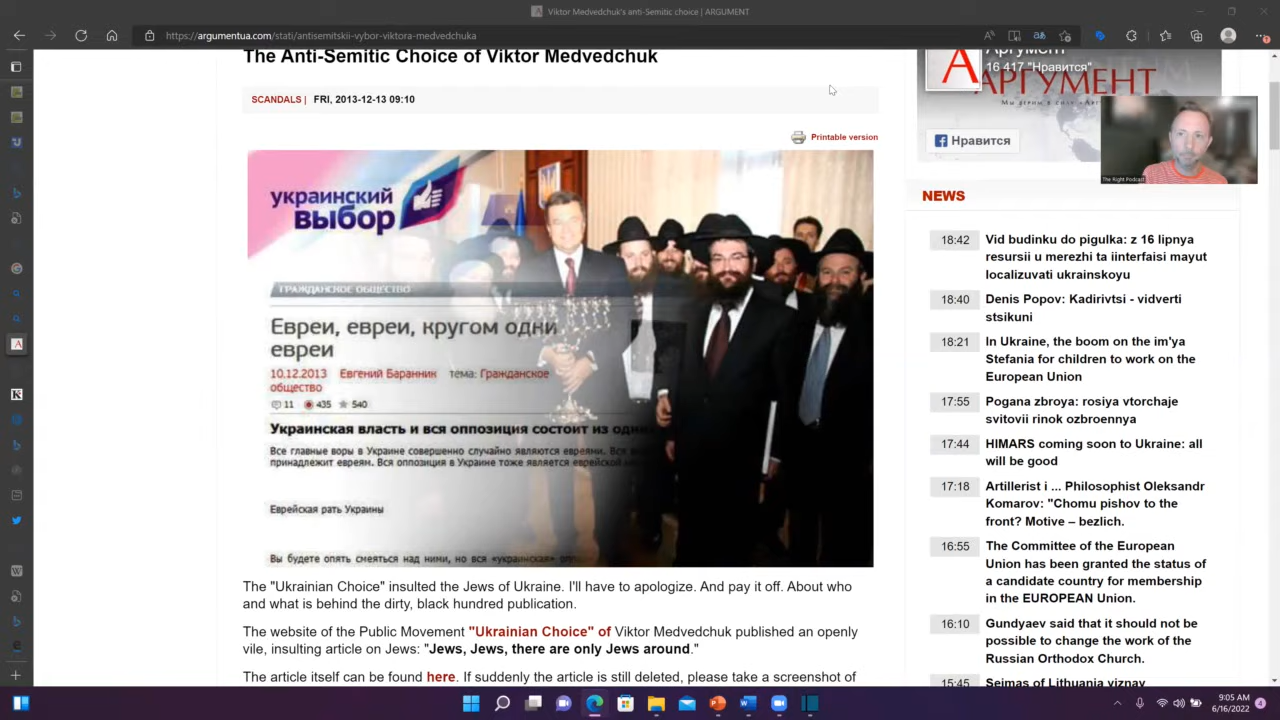 Viktor Medvedchuk's anti-Semitic choice | ARGUMENT
https://argumentua.com/stati/antisemitskii-vybor-viktora-medvedchuka
The Anti-Semitic Choice of Viktor Medvedchuk
SCANDALS | FRI, 2013-12-13 09:10
Printable version
украинский
выбор
ГРАЖДАНСКОЕ ОБЩЕСТВО
Евреи, евреи, кругом одни
евреи
10.12.2013 Евгений Баранник тема: Гражданское
общество
11 435 540
Украинская власть и вся оппозиция состоит из одних
Все главные воры в Украине совершенно случайно являются евреями. Вся
принадлежит евреям. Вся оппозиция в Украине тоже является еврейской
Еврейская рать Украины
Вы будете опять смеяться над ними, но вся «украинская»
The "Ukrainian Choice" insulted the Jews of Ukraine. I'll have to apologize. And pay it off. About who
and what is behind the dirty, black hundred publication.
The website of the Public Movement "Ukrainian Choice" of Viktor Medvedchuk published an openly
vile, insulting article on Jews: "Jews, Jews, there are only Jews around."
The article itself can be found here. If suddenly the article is still deleted, please take a screenshot of
Аргумент
16 417 "Нравится"
АРГУМЕНТ
Нравится
The Right Podcast
NEWS
18:42 Vid budinku do pigulka: z 16 lipnya
resursii u merezhi ta iinterfaisi mayut
localizuvati ukrainskoyu
18:40 Denis Popov: Kadirivtsi - vidverti
stsikuni
18:21 In Ukraine, the boom on the im'ya
Stefania for children to work on the
European Union
17:55 Pogana zbroya: rosiya vtorchaje
svitovii rinok ozbroennya
17:44 HIMARS coming soon to Ukraine: all
will be good
17:18 Artillerist i ... Philosophist Oleksandr
Komarov: "Chomu pishov to the
front? Motive – bezlich.
16:55 The Committee of the European
Union has been granted the status of
a candidate country for membership
in the EUROPEAN Union.
16:10 Gundyaev said that it should not be
possible to change the work of the
Russian Orthodox Church.
15:45 Seimas of Lithuania viznav
9:05 AM
6/16/2022